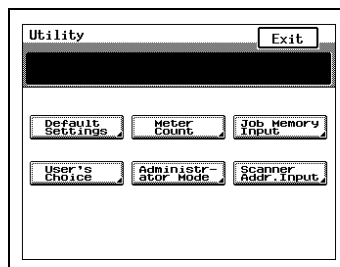 Utility
Exit
Default
Settings
Meter
Count
Job Memory
Input
User's
Choice
Administr-
ator Mode
Scanner
Addr.Input